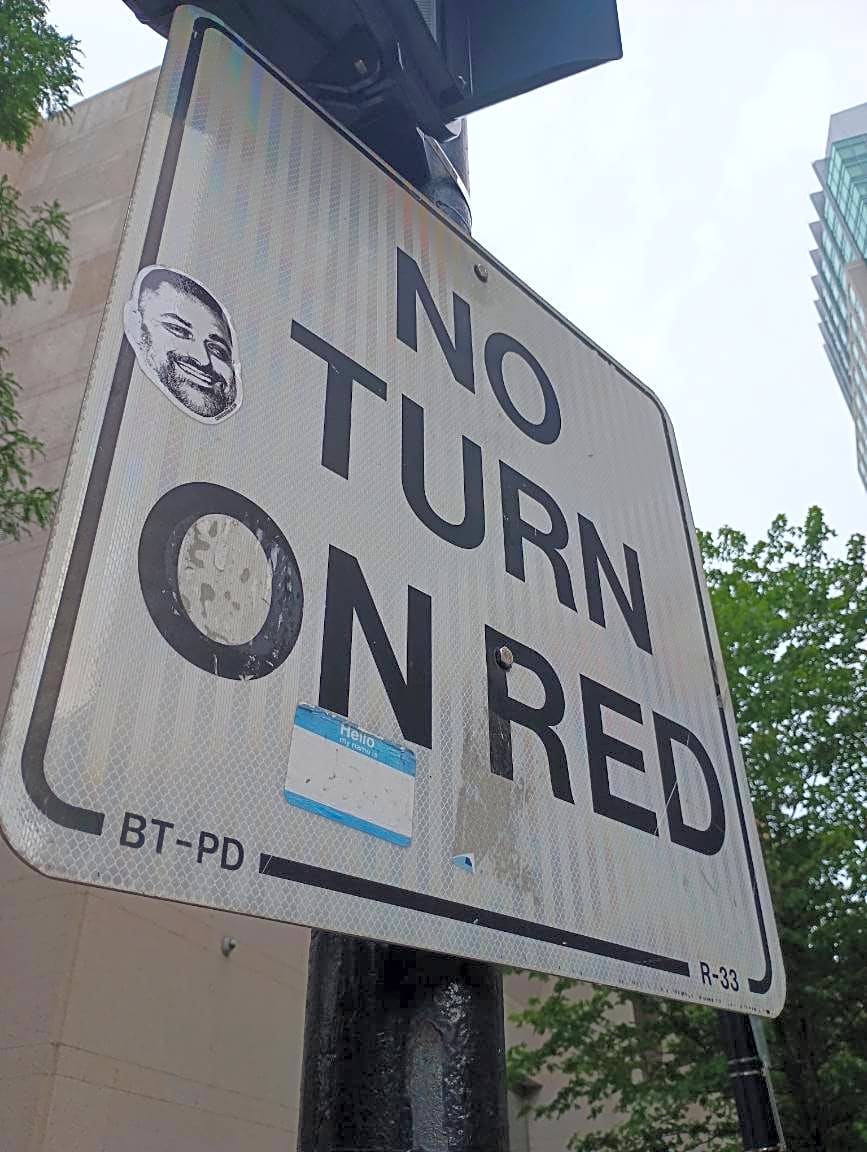 NO
TURN
ON RED
Hello
my name is
BT-PD
R-33